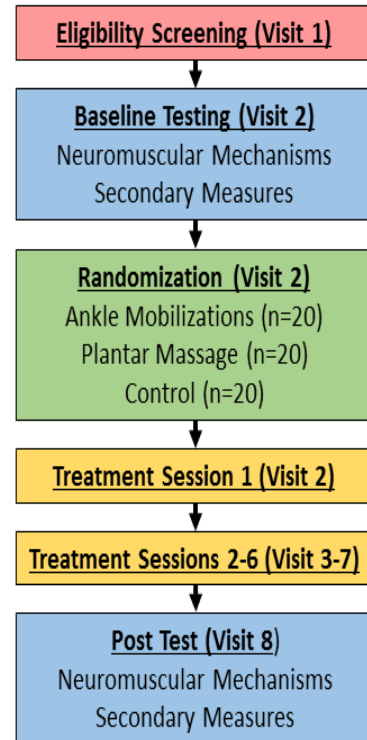 Eligibility Screening (Visit 1)
Baseline Testing (Visit 2)
Neuromuscular Mechanisms
Secondary Measures
Randomization (Visit 2)
Ankle Mobilizations (n=20)
Plantar Massage (n=20)
Control (n=20)
Treatment Session 1 (Visit 2)
Treatment Sessions 2-6 (Visit 3-7)
Post Test (Visit 8)
Neuromuscular Mechanisms
Secondary Measures